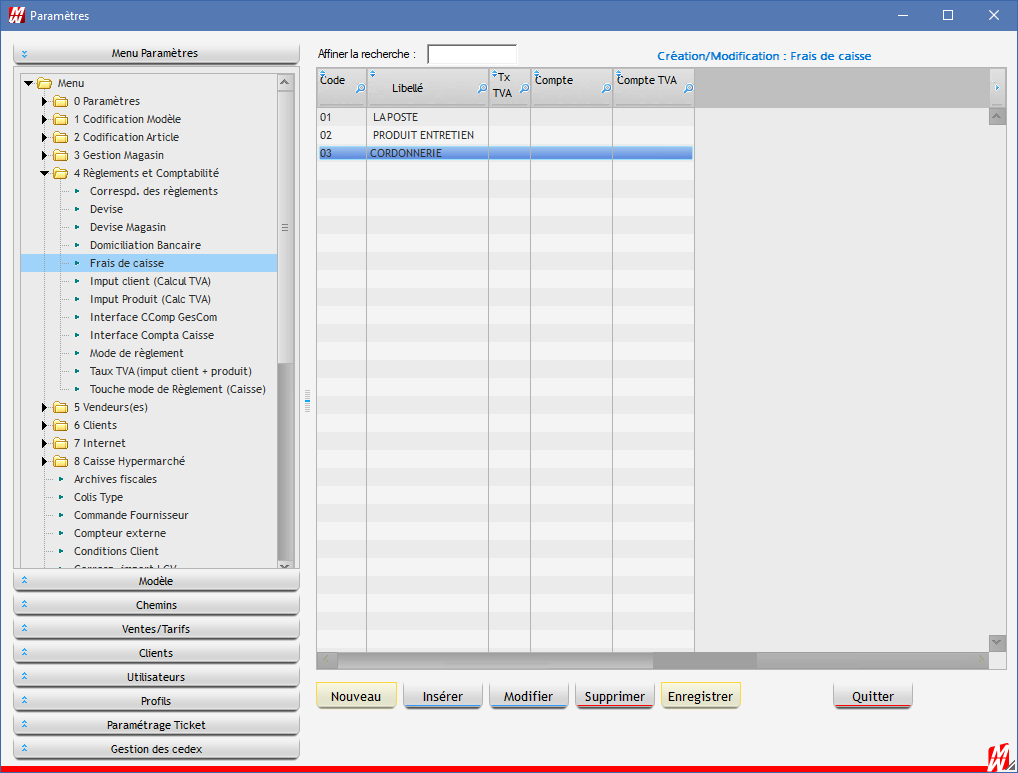 Paramètres
Menu Paramètres
Menu
0 Paramètres
1 Codification Modèle
2 Codification Article
3 Gestion Magasin
4 Règlements et Comptabilité
Correspd. des règlements
Devise
Devise Magasin
Domiciliation Bancaire
Frais de caisse
Imput client (Calcul TVA)
Imput Produit (Calc TVA)
Interface CComp GesCom
Interface Compta Caisse
Mode de règlement
Taux TVA (imput client + produit)
Touche mode de Règlement (Caisse)
5 Vendeurs(es)
6 Clients
7 Internet
8 Caisse Hypermarché
Archives fiscales
Colis Type
Commande Fournisseur
Compteur externe
Conditions Client
Modèle
Chemins
Ventes/Tarifs
Clients
Utilisateurs
Profils
Paramétrage Ticket
Gestion des cedex
Affiner la recherche :
Création/Modification : Frais de caisse
Code Libellé Tx TVA Compte Compte TVA
01 LAPOSTE
02 PRODUIT ENTRETIEN
03 CORDONNERIE
Nouveau Insérer Modifier Supprimer Enregistrer Quitter